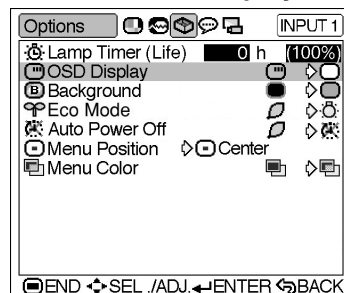 Options INPUT 1
Lamp Timer (Life) 0 h (100%)
OSD Display
B Background
Eco Mode
Auto Power Off
Menu Position Center
Menu Color
END SEL ./ADJ. ENTER BACK